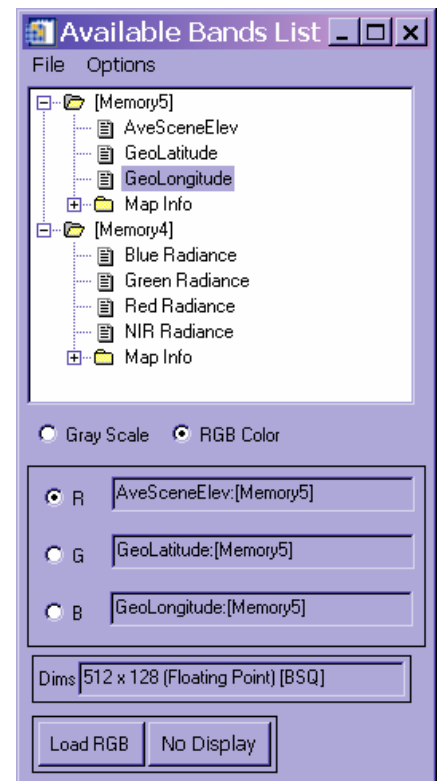 Available Bands List
File Options
[Memory5]
AveSceneElev
GeoLatitude
GeoLongitude
Map Info
[Memory4]
Blue Radiance
Green Radiance
Red Radiance
NIR Radiance
Map Info
Gray Scale RGB Color
R AveSceneElev:[Memory5]
G GeoLatitude:[Memory5]
B GeoLongitude:[Memory5]
Dims 512 x 128 (Floating Point) [BSQ]
Load RGB No Display